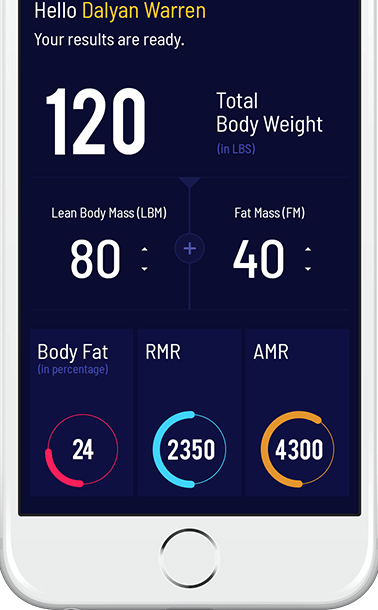 Hello Dalyan Warren
Your results are ready.
120
Total
Body Weight
(in LBS)
Lean Body Mass (LBM)
Fat Mass (FM)
80
+
40
Body Fat
(in percentage)
RMR
AMR
24
2350
4300